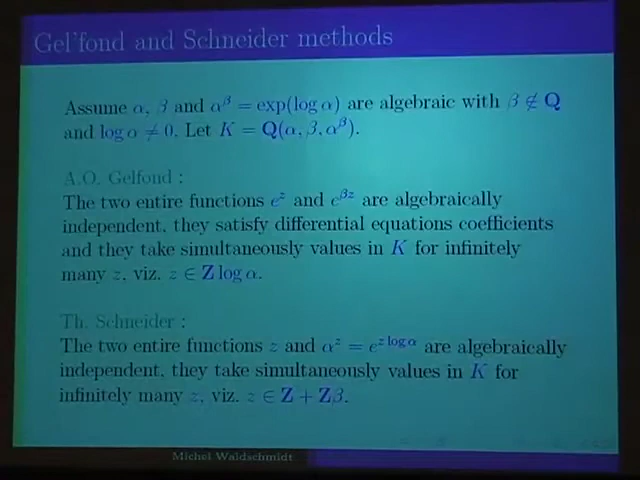 Gel'fond and Schneider methods
Assume α, β and α^β = exp(log α) are algebraic with β ∉ Q
and log α ≠ 0. Let K = Q(α, β, α^β).
A.O. Gelfond :
The two entire functions e^z and e^{βz} are algebraically
independent, they satisfy differential equations coefficients
and they take simultaneously values in K for infinitely
many z, viz. z ∈ Z log α.
Th. Schneider :
The two entire functions z and α^z = e^{z log α} are algebraically
independent, they take simultaneously values in K for
infinitely many z, viz. z ∈ Z + Zβ.
Michel Waldschmidt